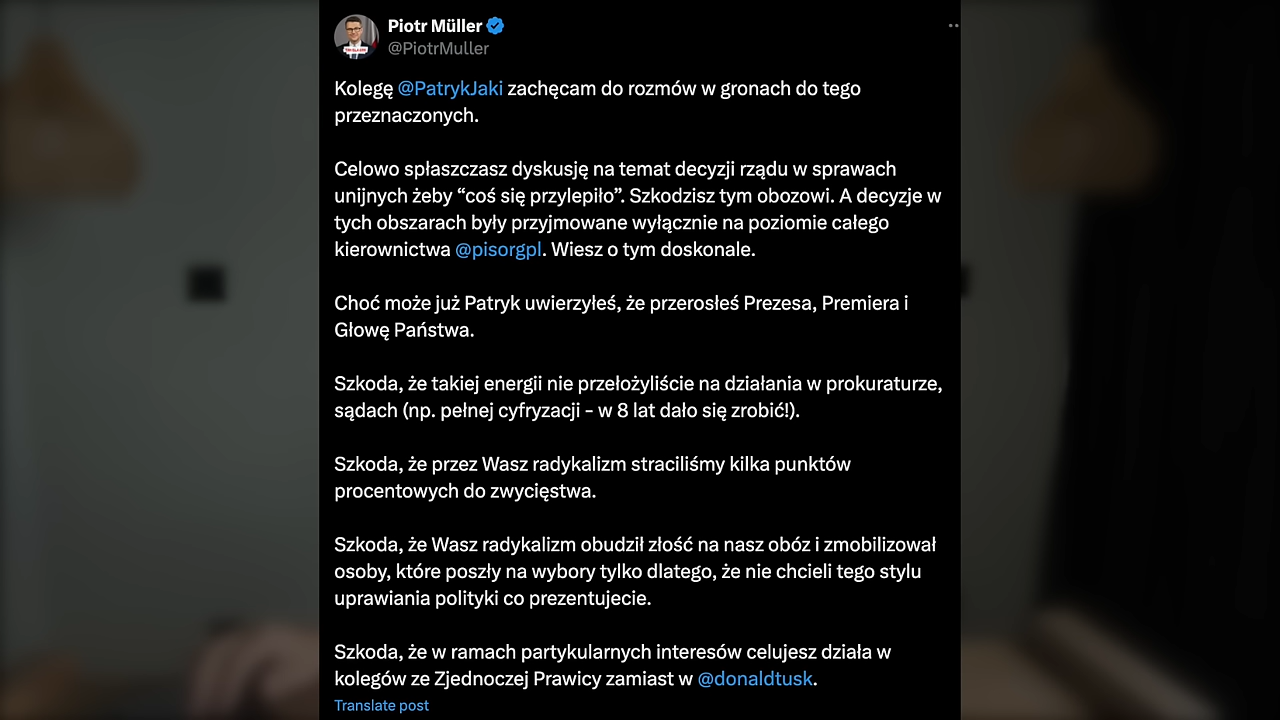 Piotr Müller
@PiotrMuller
Kolegę @PatrykJaki zachęcam do rozmów w gronach do tego
przeznaczonych.
Celowo spłaszczasz dyskusję na temat decyzji rządu w sprawach
unijnych żeby “coś się przylepiło”. Szkodzisz tym obozowi. A decyzje w
tych obszarach były przyjmowane wyłącznie na poziomie całego
kierownictwa @pisorgpl. Wiesz o tym doskonale.
Choć może już Patryk uwierzyłeś, że przerosłeś Prezesa, Premiera i
Głowę Państwa.
Szkoda, że takiej energii nie przełożyliście na działania w prokuraturze,
sądach (np. pełnej cyfryzacji - w 8 lat dało się zrobić!).
Szkoda, że przez Wasz radykalizm straciliśmy kilka punktów
procentowych do zwycięstwa.
Szkoda, że Wasz radykalizm obudził złość na nasz obóz i zmobilizował
osoby, które poszły na wybory tylko dlatego, że nie chcieli tego stylu
uprawiania polityki co prezentujecie.
Szkoda, że w ramach partykularnych interesów celujesz działa w
kolegów ze Zjednoczej Prawicy zamiast w @donaldtusk.
Translate post